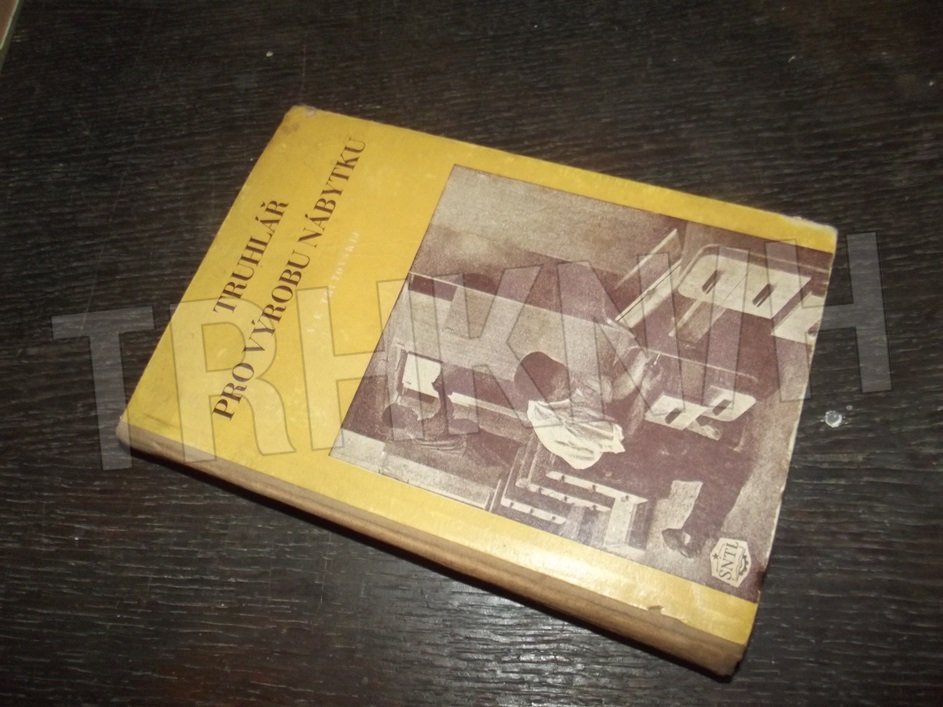 TRUHLÁŘ
PRO VÝROBU NÁBYTKU
SNTL
TRHKNIH